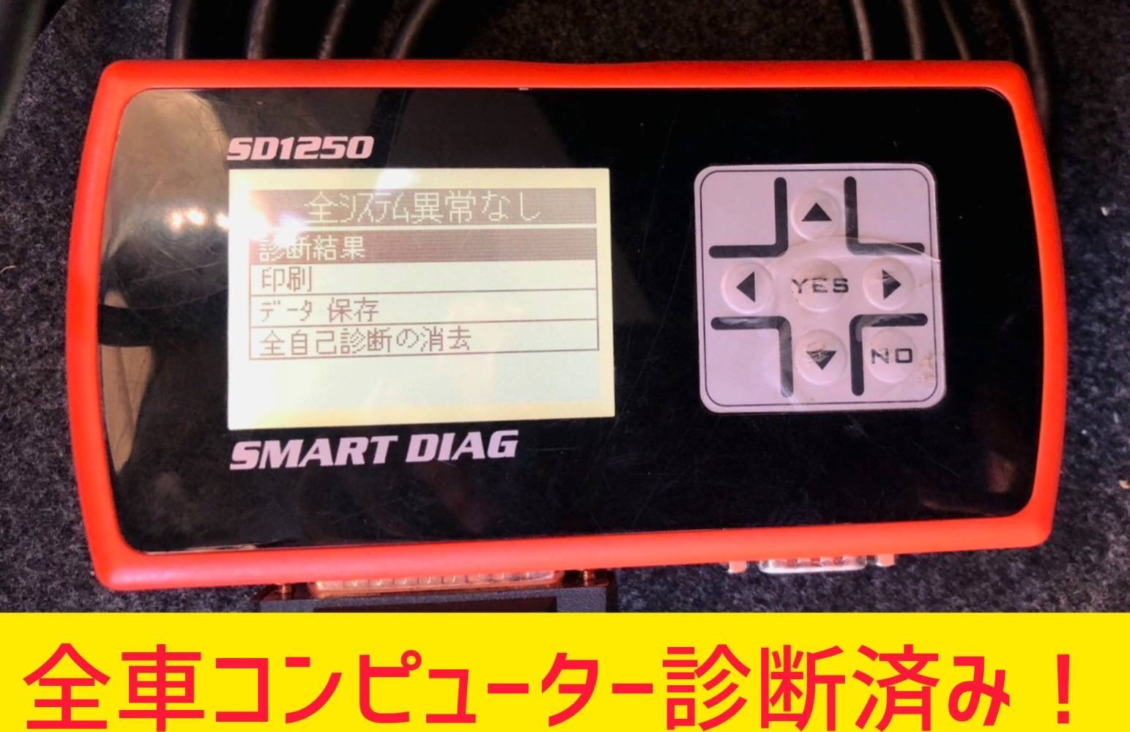 SD1250
全システム異常なし
診断結果
印刷
データ 保存
全自己診断の消去
YES
NO
SMART DIAG
全車コンピューター診断済み！